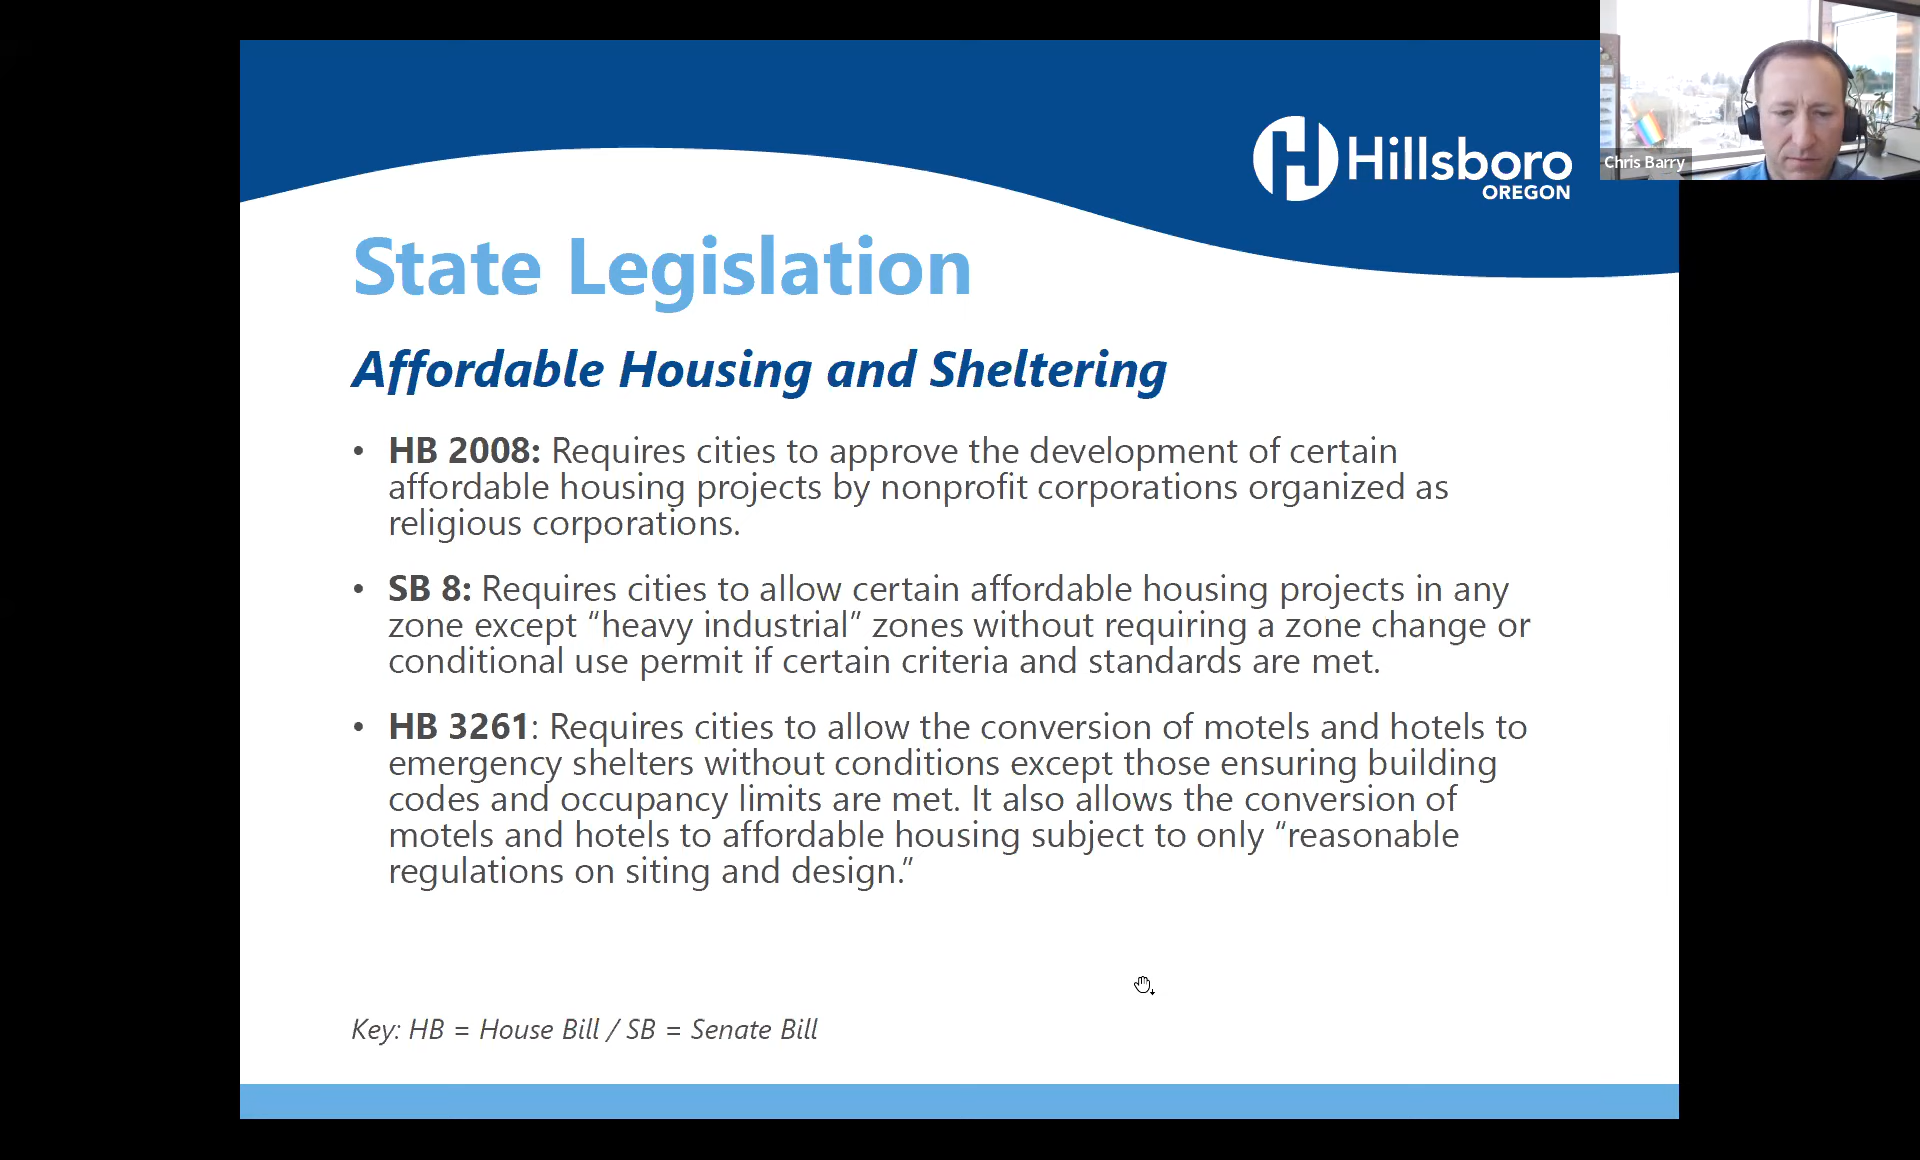 Hillsboro
OREGON
Chris Barry
State Legislation
Affordable Housing and Sheltering
• HB 2008: Requires cities to approve the development of certain
affordable housing projects by nonprofit corporations organized as
religious corporations.
• SB 8: Requires cities to allow certain affordable housing projects in any
zone except “heavy industrial” zones without requiring a zone change or
conditional use permit if certain criteria and standards are met.
• HB 3261: Requires cities to allow the conversion of motels and hotels to
emergency shelters without conditions except those ensuring building
codes and occupancy limits are met. It also allows the conversion of
motels and hotels to affordable housing subject to only “reasonable
regulations on siting and design.”
Key: HB = House Bill / SB = Senate Bill